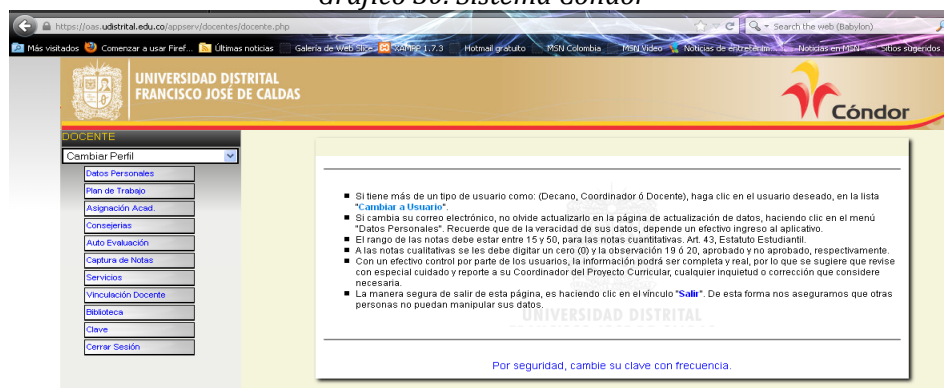 Gráfico 30. Sistema Cóndor
https://oas.udistrital.edu.co/appserv/docentes/docente.php
Search the web (Babylon)
Más visitados Comenzar a usar Firef... Últimas noticias Galería de Web Slice XAMPP 1.7.3 Hotmail gratuito MSN Colombia MSN Video Noticias de entretenim... Noticias en MSN Sitios sugeridos
UNIVERSIDAD DISTRITAL
FRANCISCO JOSÉ DE CALDAS
Cóndor
DOCENTE
Cambiar Perfil
Datos Personales
Plan de Trabajo
Asignación Acad.
Consejerias
Auto Evaluación
Captura de Notas
Servicios
Vinculación Docente
Biblioteca
Clave
Cerrar Sesión
Si tiene más de un tipo de usuario como: (Decano, Coordinador ó Docente), haga clic en el usuario deseado, en la lista
"Cambiar a Usuario".
Si cambia su correo electrónico, no olvide actualizarlo en la página de actualización de datos, haciendo clic en el menú
"Datos Personales". Recuerde que de la veracidad de sus datos, depende un efectivo ingreso al aplicativo.
El rango de las notas debe estar entre 15 y 50, para las notas cuantitativas. Art. 43, Estatuto Estudiantil.
A las notas cualitativas se les debe digitar un cero (0) y la observación 19 ó 20, aprobado y no aprobado, respectivamente.
Con un efectivo control por parte de los usuarios, la información podrá ser completa y real, por lo que se sugiere que revise
con especial cuidado y reporte a su Coordinador del Proyecto Curricular, cualquier inquietud o corrección que considere
necesaria.
La manera segura de salir de esta página, es haciendo clic en el vínculo "Salir". De esta forma nos aseguramos que otras
personas no puedan manipular sus datos.
UNIVERSIDAD DISTRITAL
Por seguridad, cambie su clave con frecuencia.